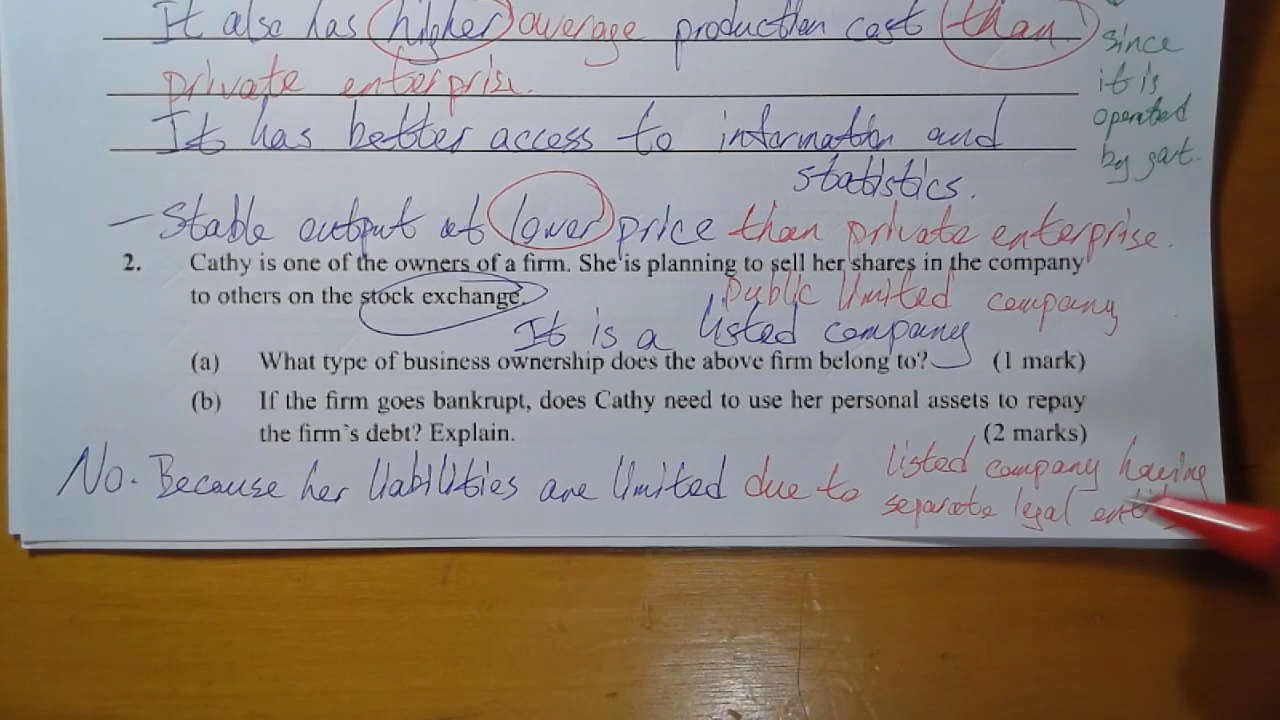 It also has higher average production cost than
private enterprise.
since
it is
operated
by gov't.
It has better access to information and
statistics.
— Stable output at lower price than private enterprise.
2. Cathy is one of the owners of a firm. She is planning to sell her shares in the company
to others on the stock exchange.
public limited company
It is a listed company
(a) What type of business ownership does the above firm belong to? (1 mark)
(b) If the firm goes bankrupt, does Cathy need to use her personal assets to repay
the firm's debt? Explain. (2 marks)
No. Because her liabilities are limited due to listed company having
separate legal